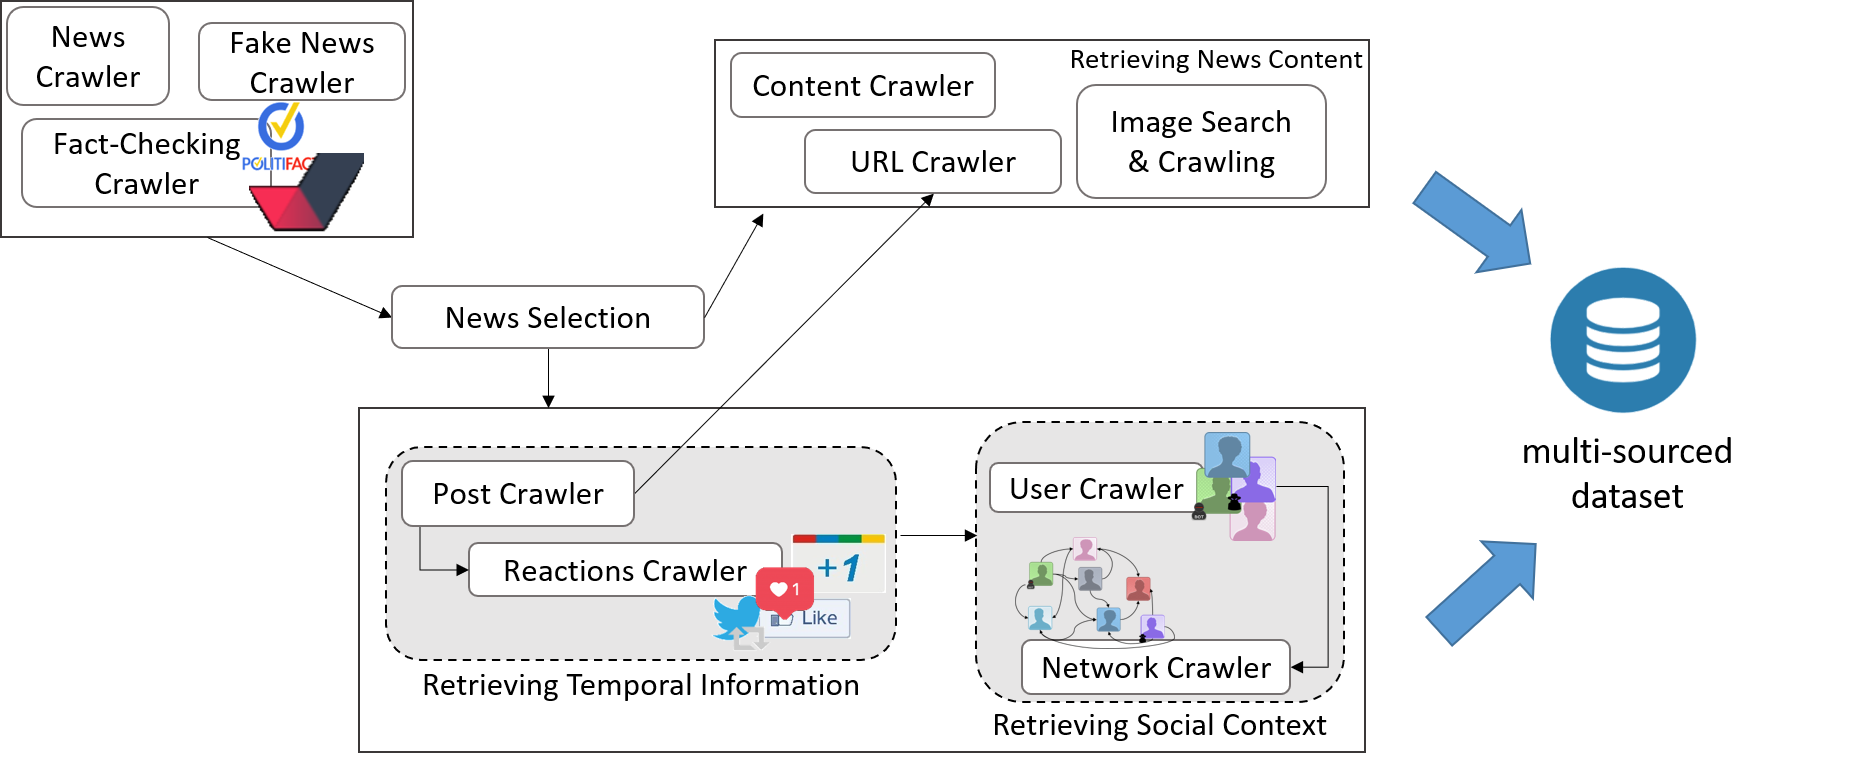 News
Crawler
Fake News
Crawler
Fact-Checking
Crawler
POLITIFACT
Retrieving News Content
Content Crawler
URL Crawler
Image Search
& Crawling
News Selection
Post Crawler
Reactions Crawler
+1
1
Like
Retrieving Temporal Information
User Crawler
BOT
Network Crawler
Retrieving Social Context
multi-sourced
dataset